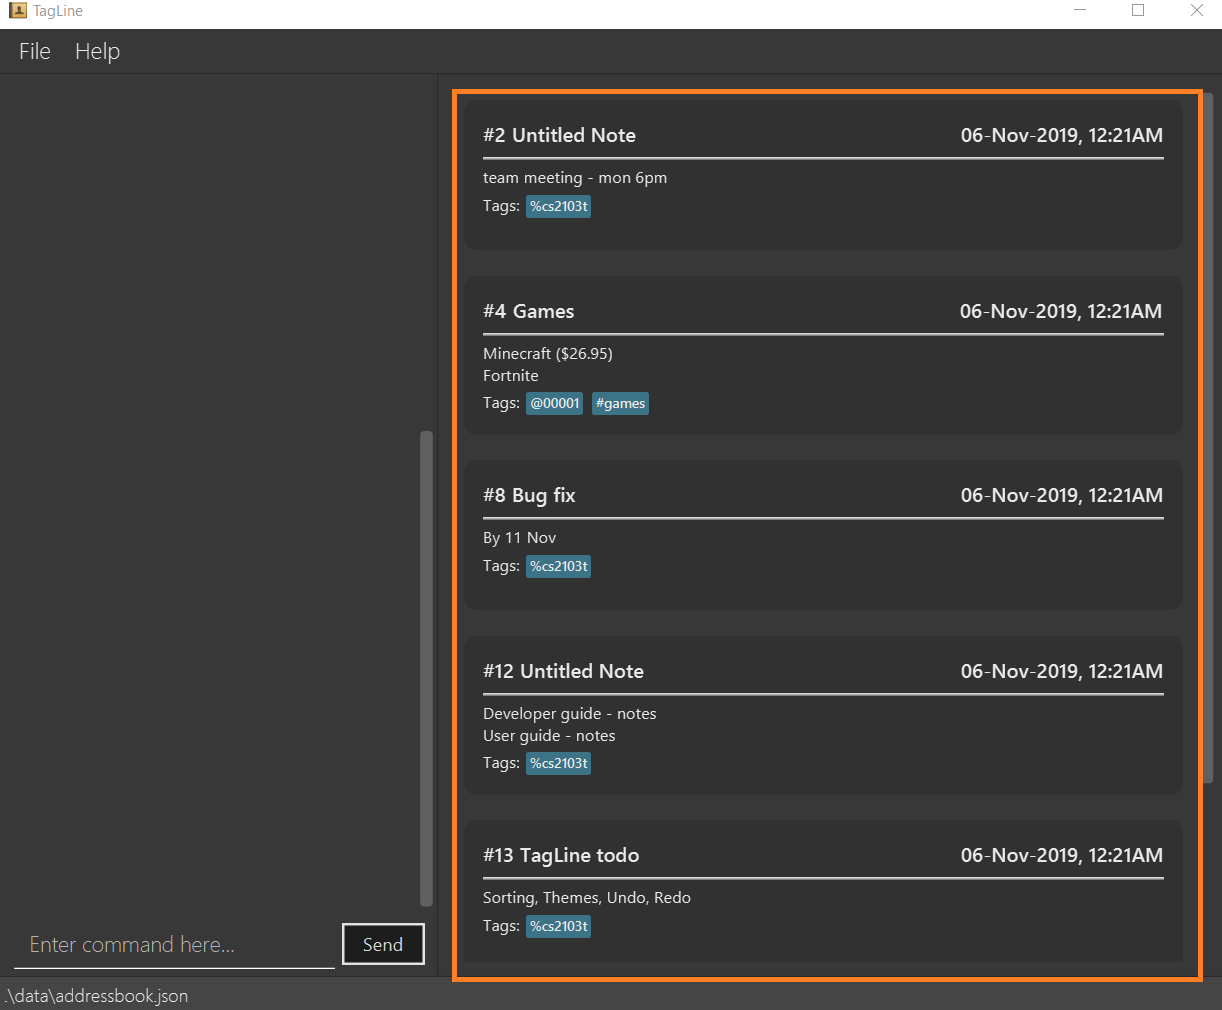 TagLine
File Help
#2 Untitled Note 06-Nov-2019, 12:21AM
team meeting - mon 6pm
Tags: %cs2103t
#4 Games 06-Nov-2019, 12:21AM
Minecraft ($26.95)
Fortnite
Tags: @00001 #games
#8 Bug fix 06-Nov-2019, 12:21AM
By 11 Nov
Tags: %cs2103t
#12 Untitled Note 06-Nov-2019, 12:21AM
Developer guide - notes
User guide - notes
Tags: %cs2103t
#13 TagLine todo 06-Nov-2019, 12:21AM
Sorting, Themes, Undo, Redo
Tags: %cs2103t
Enter command here... Send
.\data\addressbook.json